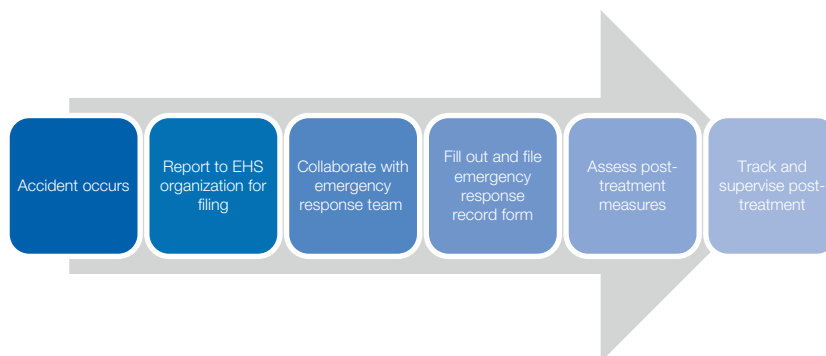 Accident occurs
Report to EHS
organization for
filing
Collaborate with
emergency
response team
Fill out and file
emergency
response
record form
Assess post-
treatment
measures
Track and
supervise post-
treatment